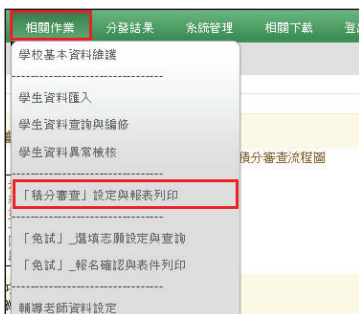 相關作業 分發結果 系統管理 相關下載 登
學校基本資料維護
學生資料匯入
學生資料查詢與編修
學生資料異常檢核
積分審查流程圖
「積分審查」設定與報表列印
「免試」_選填志願設定與查詢
「免試」_報名確認與表件列印
輔導老師資料設定